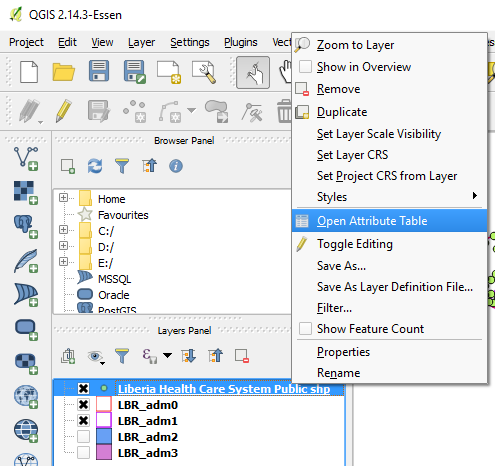 QGIS 2.14.3-Essen
Project Edit View Layer Settings Plugins Vect
Browser Panel
Home
Favourites
C:/
D:/
E:/
MSSQL
Oracle
PostGIS
Layers Panel
Liberia Health Care System Public shp
LBR_adm0
LBR_adm1
LBR_adm2
LBR_adm3
Zoom to Layer
Show in Overview
Remove
Duplicate
Set Layer Scale Visibility
Set Layer CRS
Set Project CRS from Layer
Styles
Open Attribute Table
Toggle Editing
Save As...
Save As Layer Definition File...
Filter...
Show Feature Count
Properties
Rename